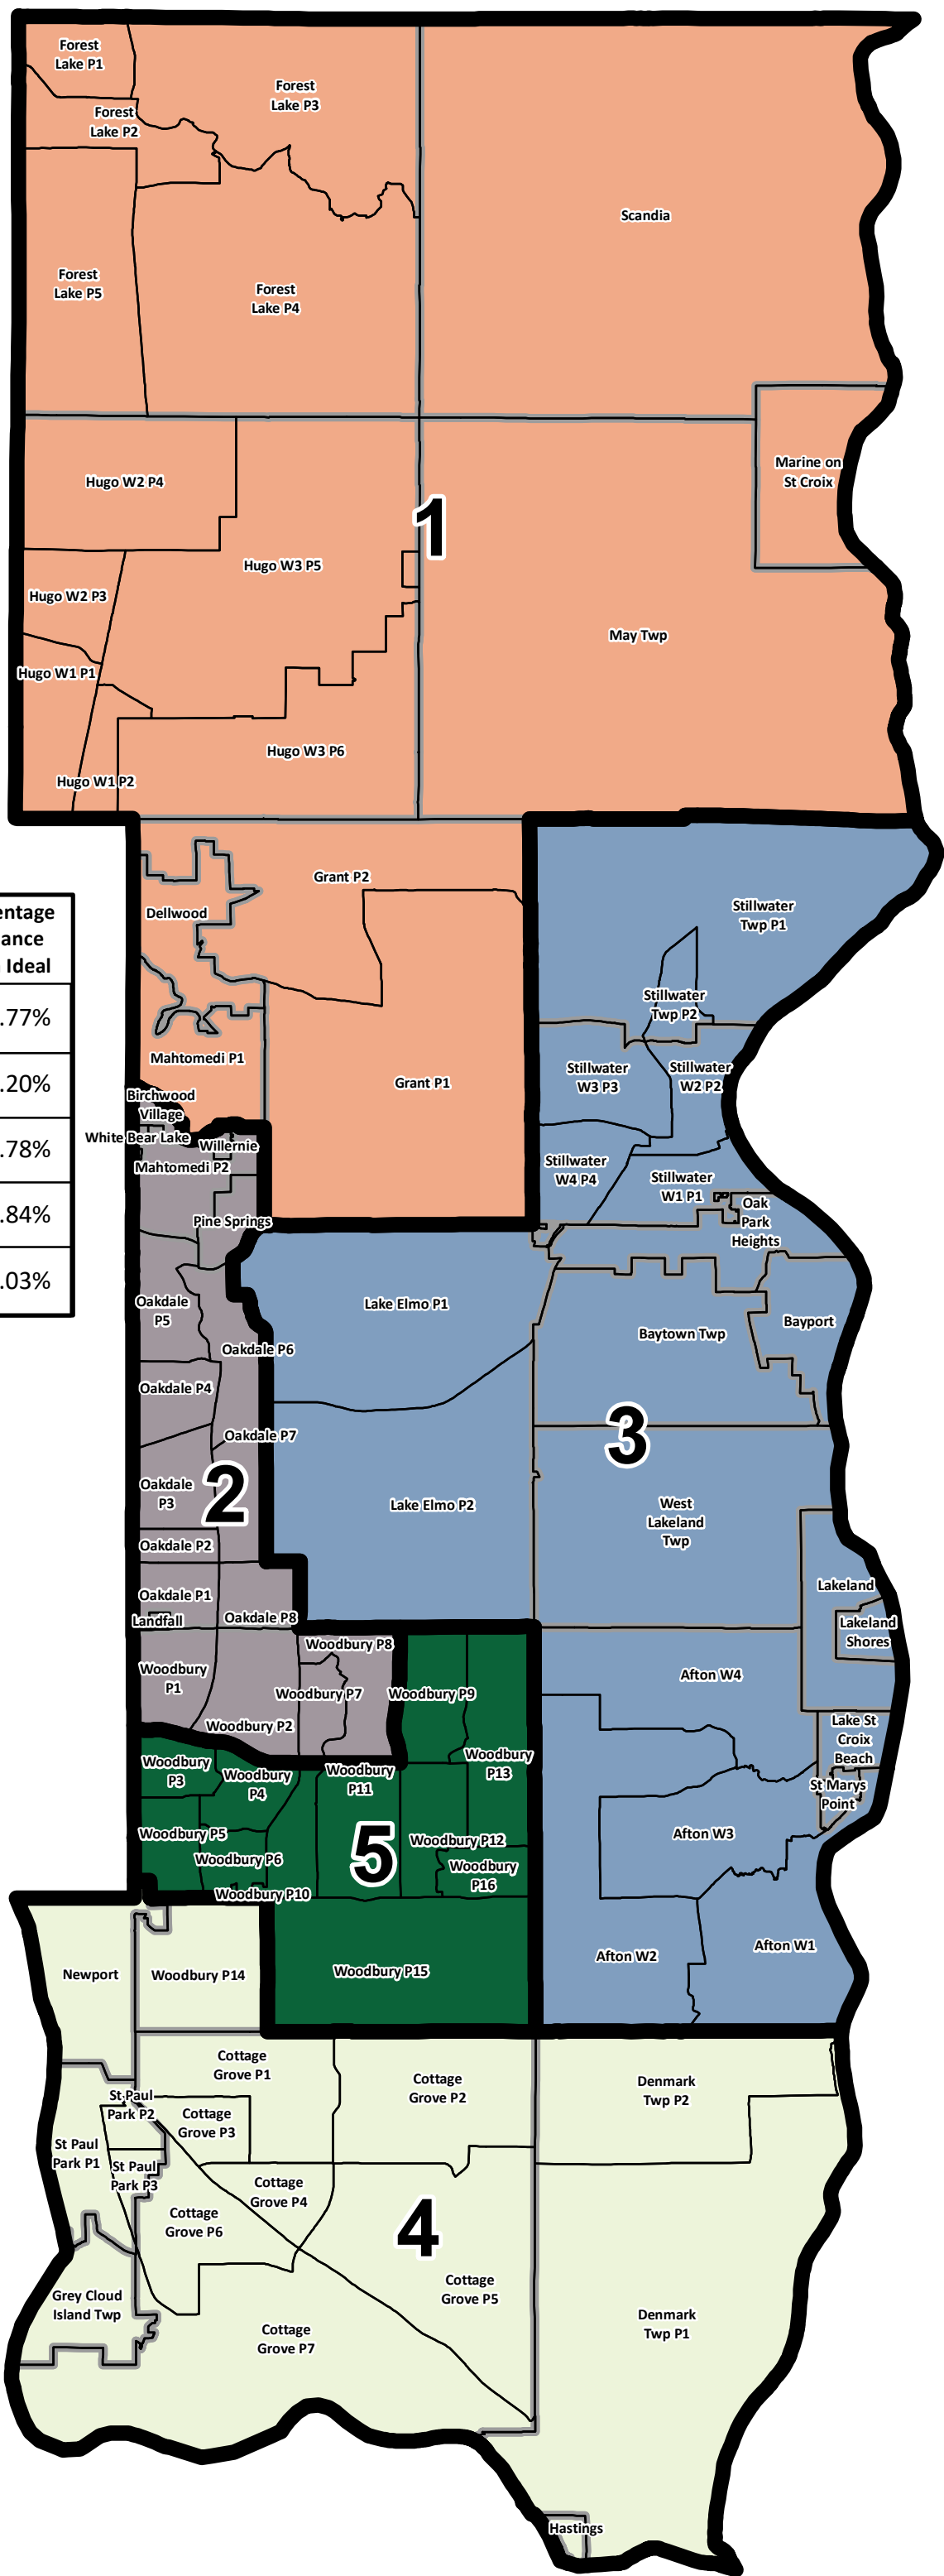 Forest
Lake P1
Forest
Lake P3
Forest
Lake P2
Scandia
Forest
Lake P5
Forest
Lake P4
Marine on
St Croix
Hugo W2 P4
1
Hugo W3 P5
Hugo W2 P3
May Twp
Hugo W1 P1
Hugo W3 P6
Hugo W1 P2
Grant P2
Dellwood
Stillwater
Twp P1
entage
ance
Ideal
.77%
.20%
.78%
.84%
.03%
Stillwater
Twp P2
Mahtomedi P1
Grant P1
Stillwater
W3 P3
Stillwater
W2 P2
Birchwood
Village
White Bear Lake
Willernie
Mahtomedi P2
Stillwater
W4 P4
Stillwater
W1 P1
Oak
Park
Heights
Pine Springs
Oakdale
P5
Lake Elmo P1
Baytown Twp
Bayport
Oakdale P6
Oakdale P4
Oakdale P7
3
2
Oakdale
P3
Lake Elmo P2
West
Lakeland
Twp
Oakdale P2
Oakdale P1
Lakeland
Landfall
Oakdale P8
Lakeland
Shores
Woodbury P8
Woodbury
P1
Afton W4
Woodbury P7
Woodbury P9
Woodbury P2
Lake St
Croix
Beach
Woodbury
P3
Woodbury
P4
Woodbury
P11
Woodbury
P13
St Marys
Point
Woodbury P5
5
Woodbury P12
Afton W3
Woodbury P6
Woodbury
P16
Woodbury P10
Afton W2
Afton W1
Newport
Woodbury P14
Woodbury P15
Cottage
Grove P1
Cottage
Grove P2
Denmark
Twp P2
St Paul
Park P2
Cottage
Grove P3
St Paul
Park P1
St Paul
Park P3
Cottage
Grove P4
Cottage
Grove P6
4
Grey Cloud
Island Twp
Cottage
Grove P5
Cottage
Grove P7
Denmark
Twp P1
Hastings